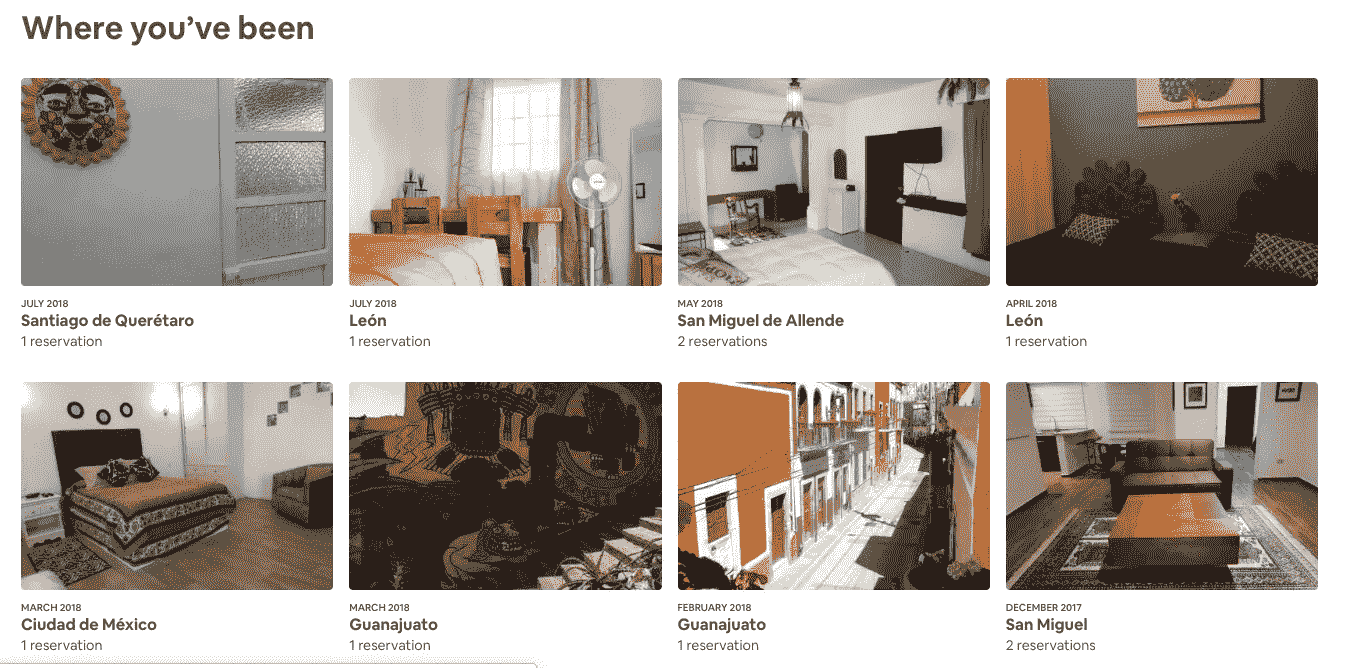 Where you've been
JULY 2018
Santiago de Querétaro
1 reservation
JULY 2018
León
1 reservation
MAY 2018
San Miguel de Allende
2 reservations
APRIL 2018
León
1 reservation
MARCH 2018
Ciudad de México
1 reservation
MARCH 2018
Guanajuato
1 reservation
FEBRUARY 2018
Guanajuato
1 reservation
DECEMBER 2017
San Miguel
2 reservations